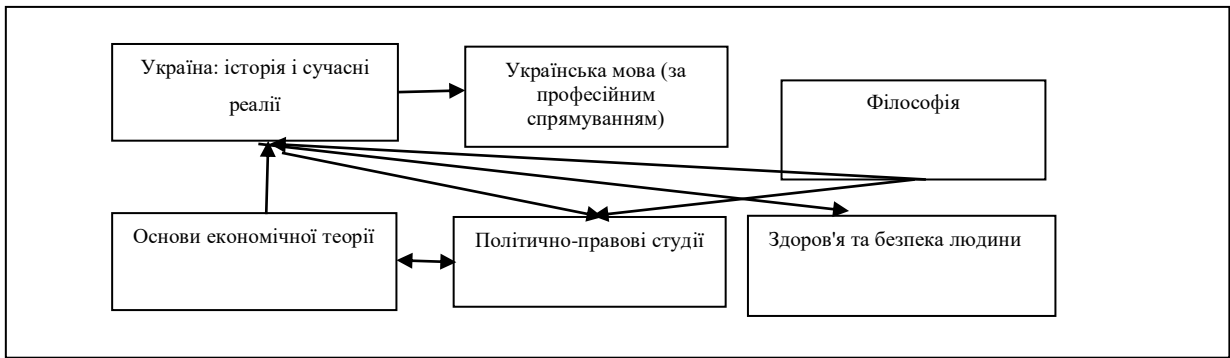 Україна: історія і сучасні
реалії
Українська мова (за
професійним
спрямуванням)
Філософія
Основи економічної теорії
Політично-правові студії
Здоров'я та безпека людини